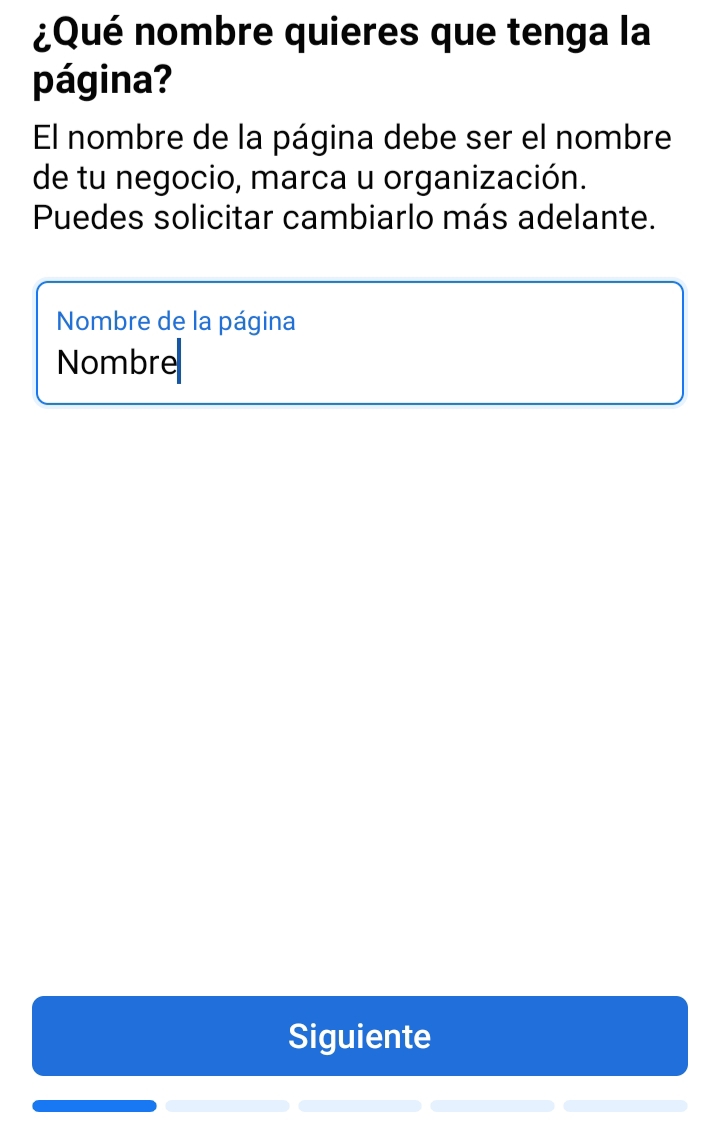 ¿Qué nombre quieres que tenga la
página?
El nombre de la página debe ser el nombre
de tu negocio, marca u organización.
Puedes solicitar cambiarlo más adelante.
Nombre de la página
Nombre
Siguiente